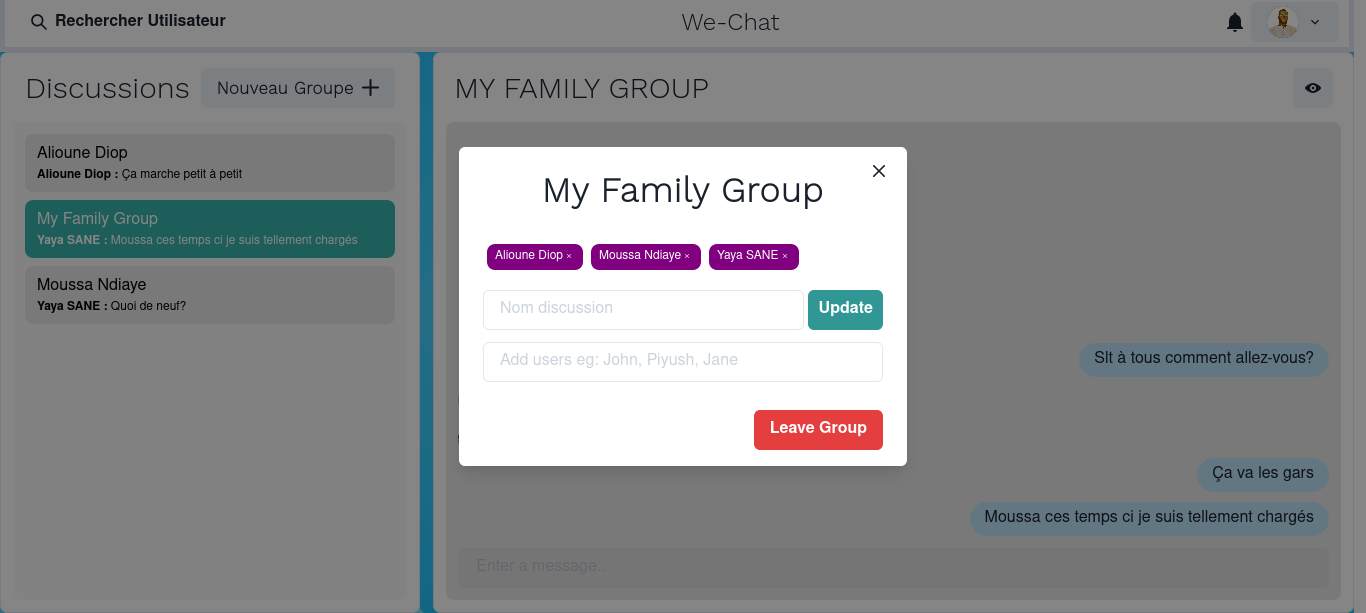 Rechercher Utilisateur
We-Chat
Discussions
Nouveau Groupe +
Alioune Diop
Alioune Diop : Ça marche petit à petit
My Family Group
Yaya SANE : Moussa ces temps ci je suis tellement chargés
Moussa Ndiaye
Yaya SANE : Quoi de neuf?
MY FAMILY GROUP
My Family Group
Alioune Diop × Moussa Ndiaye × Yaya SANE ×
Nom discussion
Update
Add users eg: John, Piyush, Jane
Leave Group
Slt à tous comment allez-vous?
Ça va les gars
Moussa ces temps ci je suis tellement chargés
Enter a message..